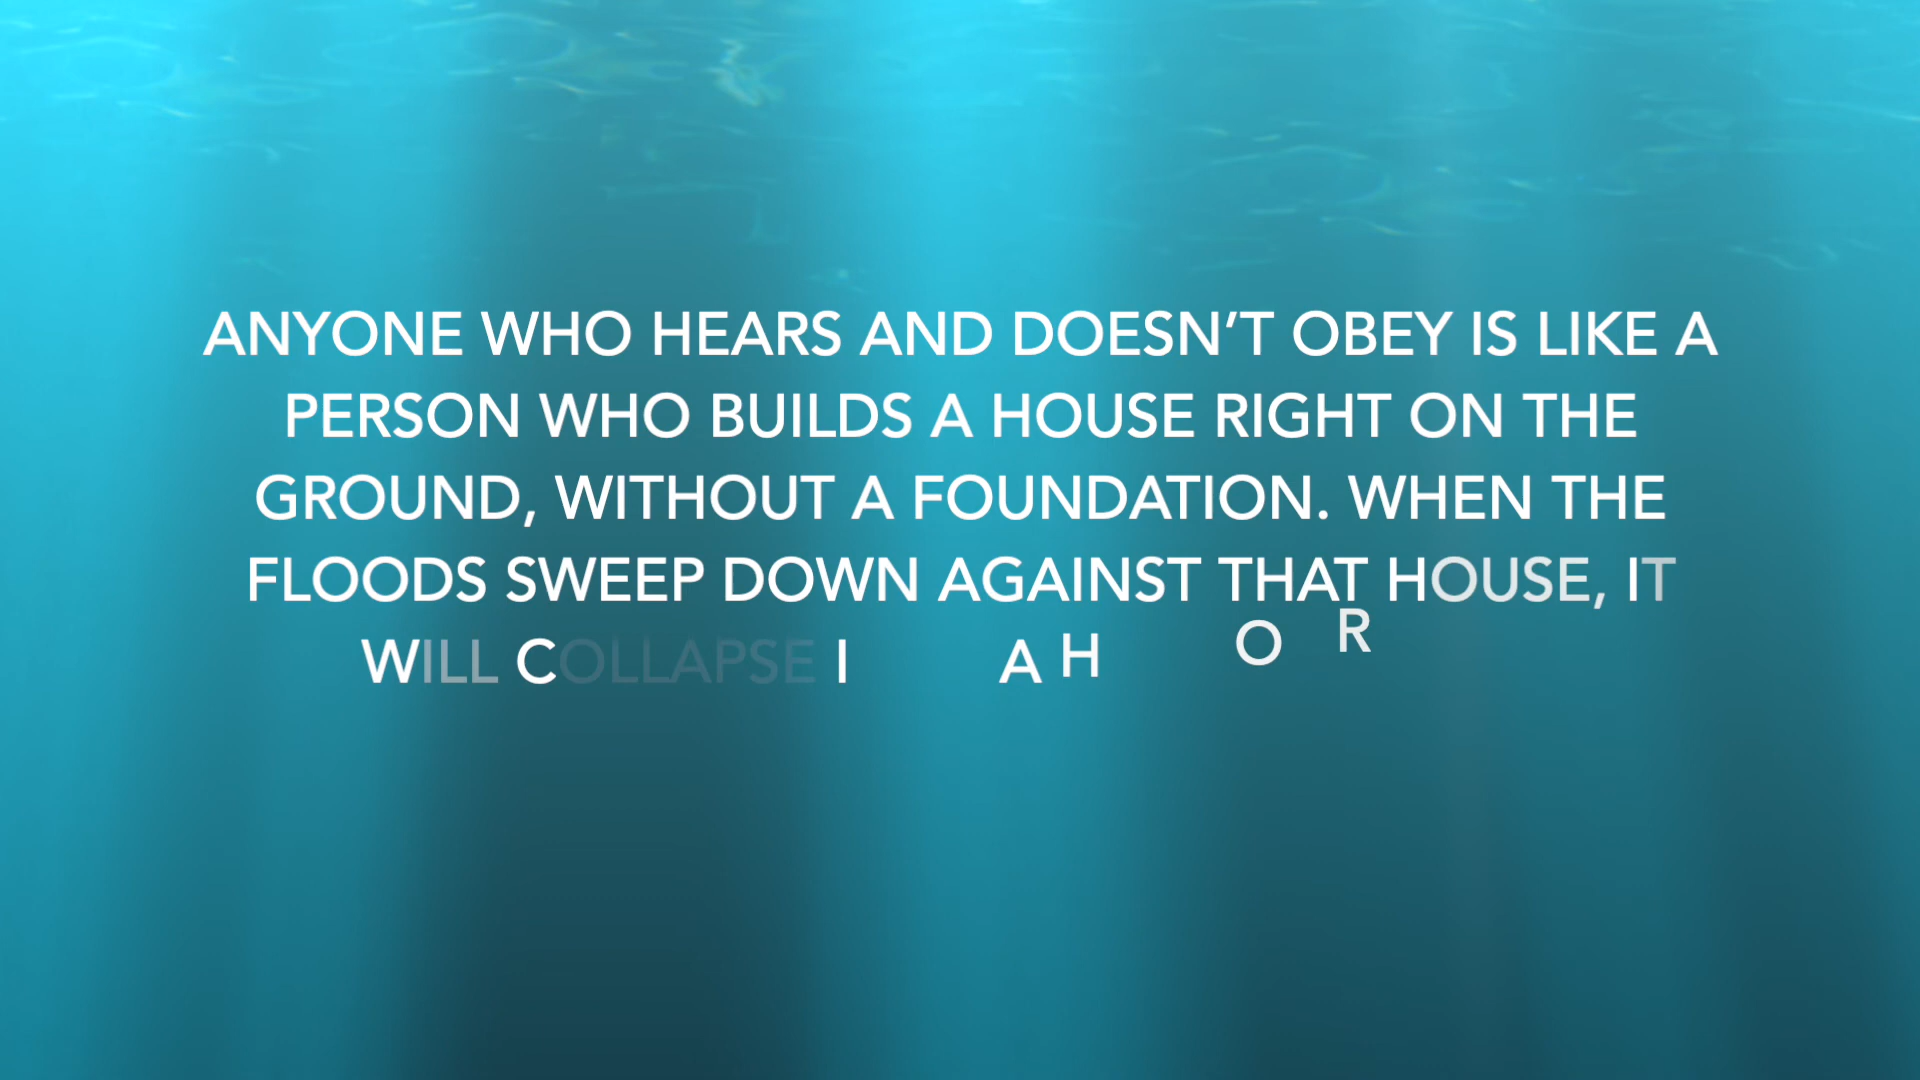 ANYONE WHO HEARS AND DOESN’T OBEY IS LIKE A
PERSON WHO BUILDS A HOUSE RIGHT ON THE
GROUND, WITHOUT A FOUNDATION. WHEN THE
FLOODS SWEEP DOWN AGAINST THAT HOUSE, IT
WILL COLLAPSE I A H O R